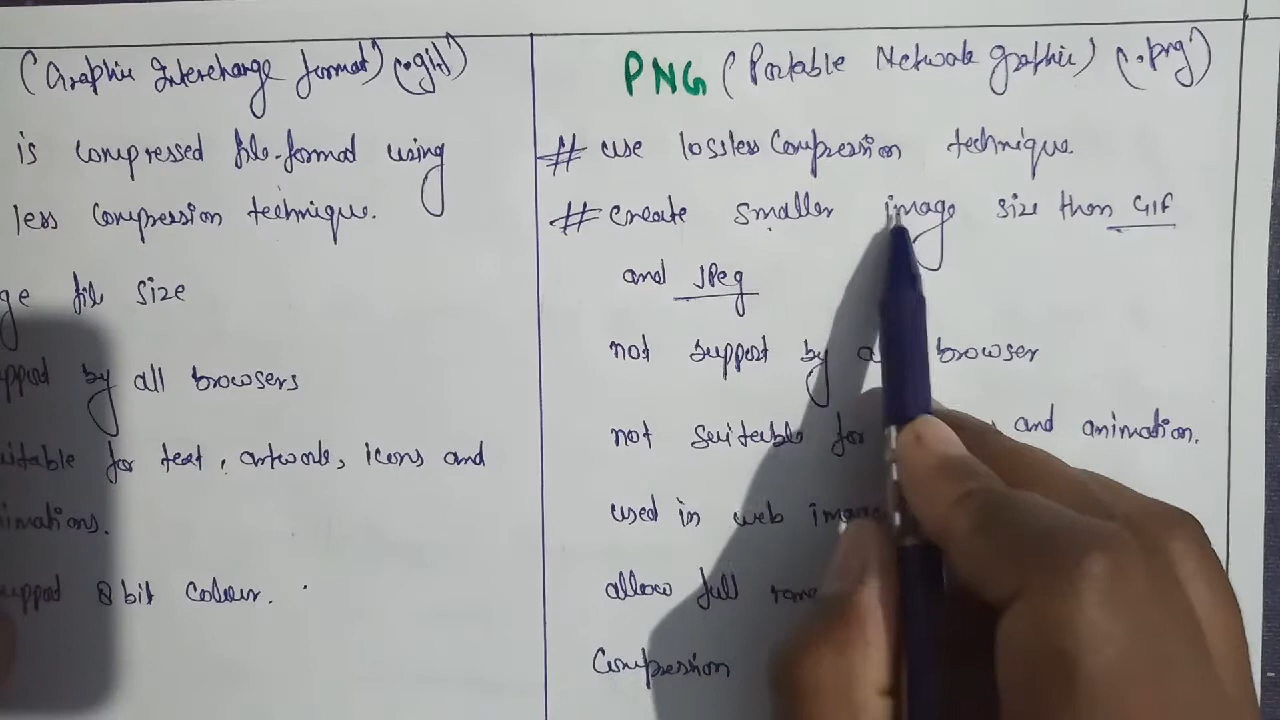 (Graphic Interchange format) (.gif)
is compressed file-format using
less compression technique.
ge file size
pport by all browsers
itable for text, artwork, icons and
imations.
upport 8 bit Colour.
PNG (Portable Network graphic) (.png)
# use lossless Compression technique.
# create smaller image size then GIF
and JPeg
not support by a browser
not suitable for and animation.
used in web image
allow full
Compression